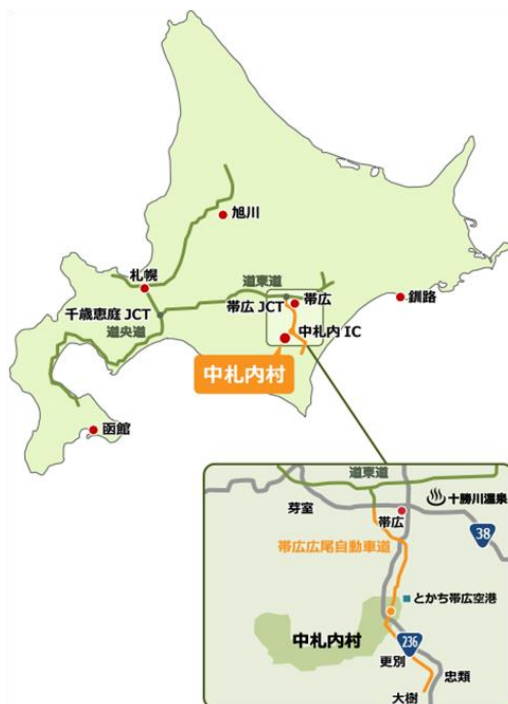 旭川
札幌
道東道
帯広
釧路
千歳恵庭 JCT
帯広 JCT
道央道
中札内 IC
中札内村
函館
道東道
十勝川温泉
芽室
帯広
38
帯広広尾自動車道
とかち帯広空港
中札内村
236
更別
忠類
大樹